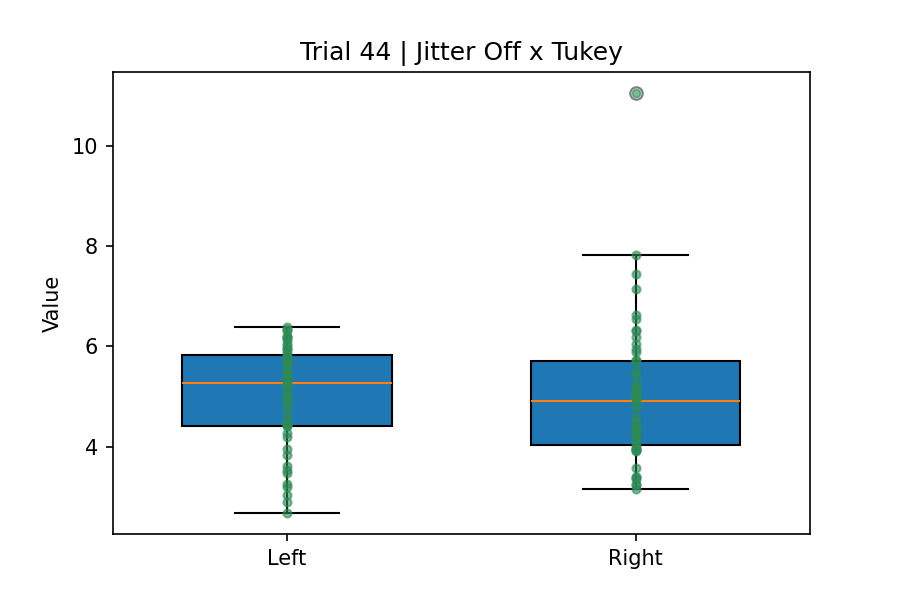 Trial 44 | Jitter Off x Tukey
10
8
6
4
Value
Left
Right